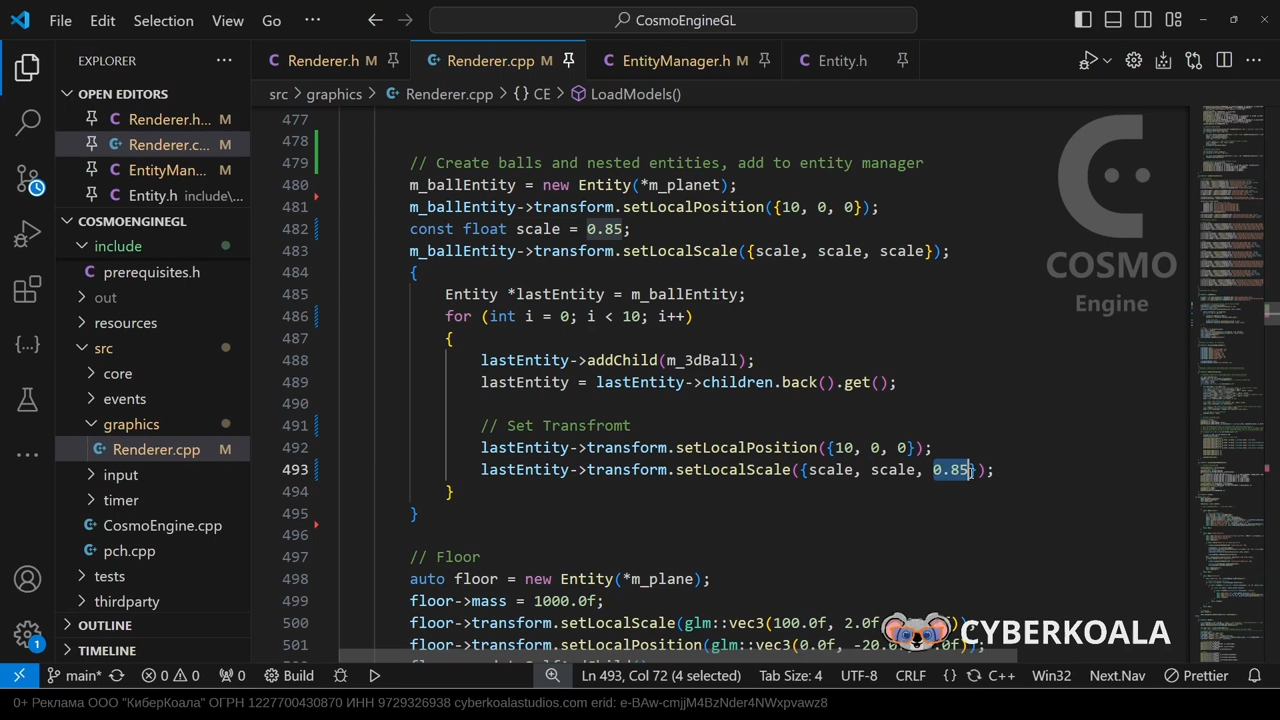 File Edit Selection View Go ··· CosmoEngineGL
EXPLORER ···
Renderer.h M Renderer.cpp M EntityManager.h M Entity.h
OPEN EDITORS
src > graphics > Renderer.cpp > {} CE > LoadModels()
Renderer.h... M
Renderer.c... M
EntityMan... M
Entity.h include\...
COSMOENGINEGL
include
prerequisites.h
out
resources
src
core
events
graphics
Renderer.cpp M
input
timer
CosmoEngine.cpp
pch.cpp
tests
thirdparty
OUTLINE
TIMELINE
477
478
479 // Create balls and nested entities, add to entity manager
480 m_ballEntity = new Entity(*m_planet);
481 m_ballEntity->transform.setLocalPosition({10, 0, 0});
482 const float scale = 0.85;
483 m_ballEntity->transform.setLocalScale({scale, scale, scale});
484 {
485 Entity *lastEntity = m_ballEntity;
486 for (int i = 0; i < 10; i++)
487 {
488 lastEntity->addChild(m_3dBall);
489 lastEntity = lastEntity->children.back().get();
490
491 // Set Transfromt
492 lastEntity->transform.setLocalPosition({10, 0, 0});
493 lastEntity->transform.setLocalScale({scale, scale, 0.85});
494 }
495 }
496
497 // Floor
498 auto floor = new Entity(*m_plane);
499 floor->mass = 1000.0f;
500 floor->transform.setLocalScale(glm::vec3(100.0f, 2.0f
501 floor->transform.setLocalPosition(glm::vec3(0.0f, -20.0
COSMO
Engine
CYBERKOALA
main* 0 0 0 Build Ln 493, Col 72 (4 selected) Tab Size: 4 UTF-8 CRLF {} C++ Win32 Next.Nav Prettier
0+ Реклама ООО "КиберКоала" ОГРН 1227700430870 ИНН 9729326938 cyberkoalastudios.com erid: e-BAw-cmjjM4BzNder4NWxpvawz8